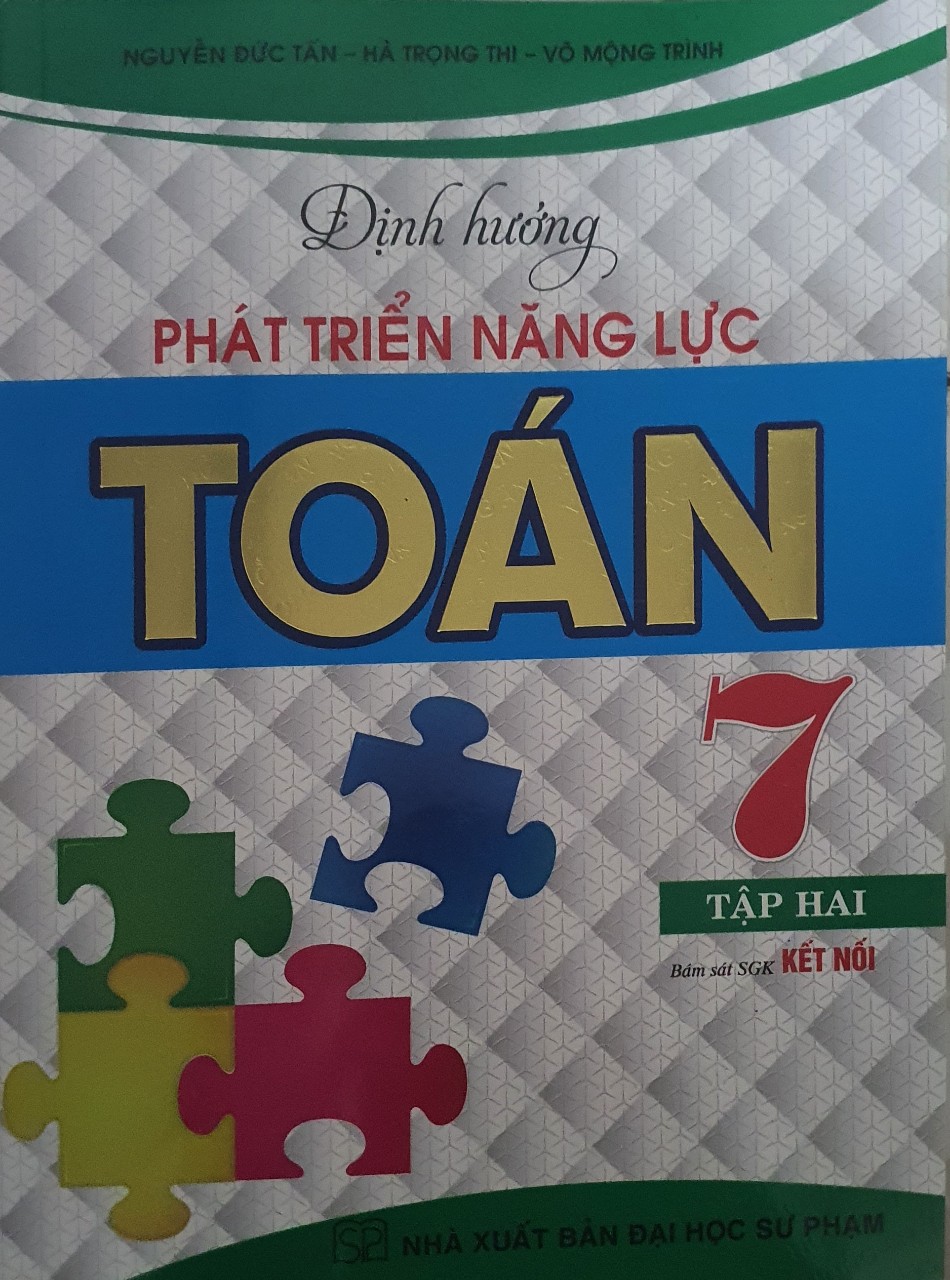 NGUYỄN ĐỨC TẤN – HÀ TRỌNG THI – VÕ MỘNG TRÌNH
Định hướng
PHÁT TRIỂN NĂNG LỰC
TOÁN
7
TẬP HAI
Bám sát SGK KẾT NỐI
SP
NHÀ XUẤT BẢN ĐẠI HỌC SƯ PHẠM